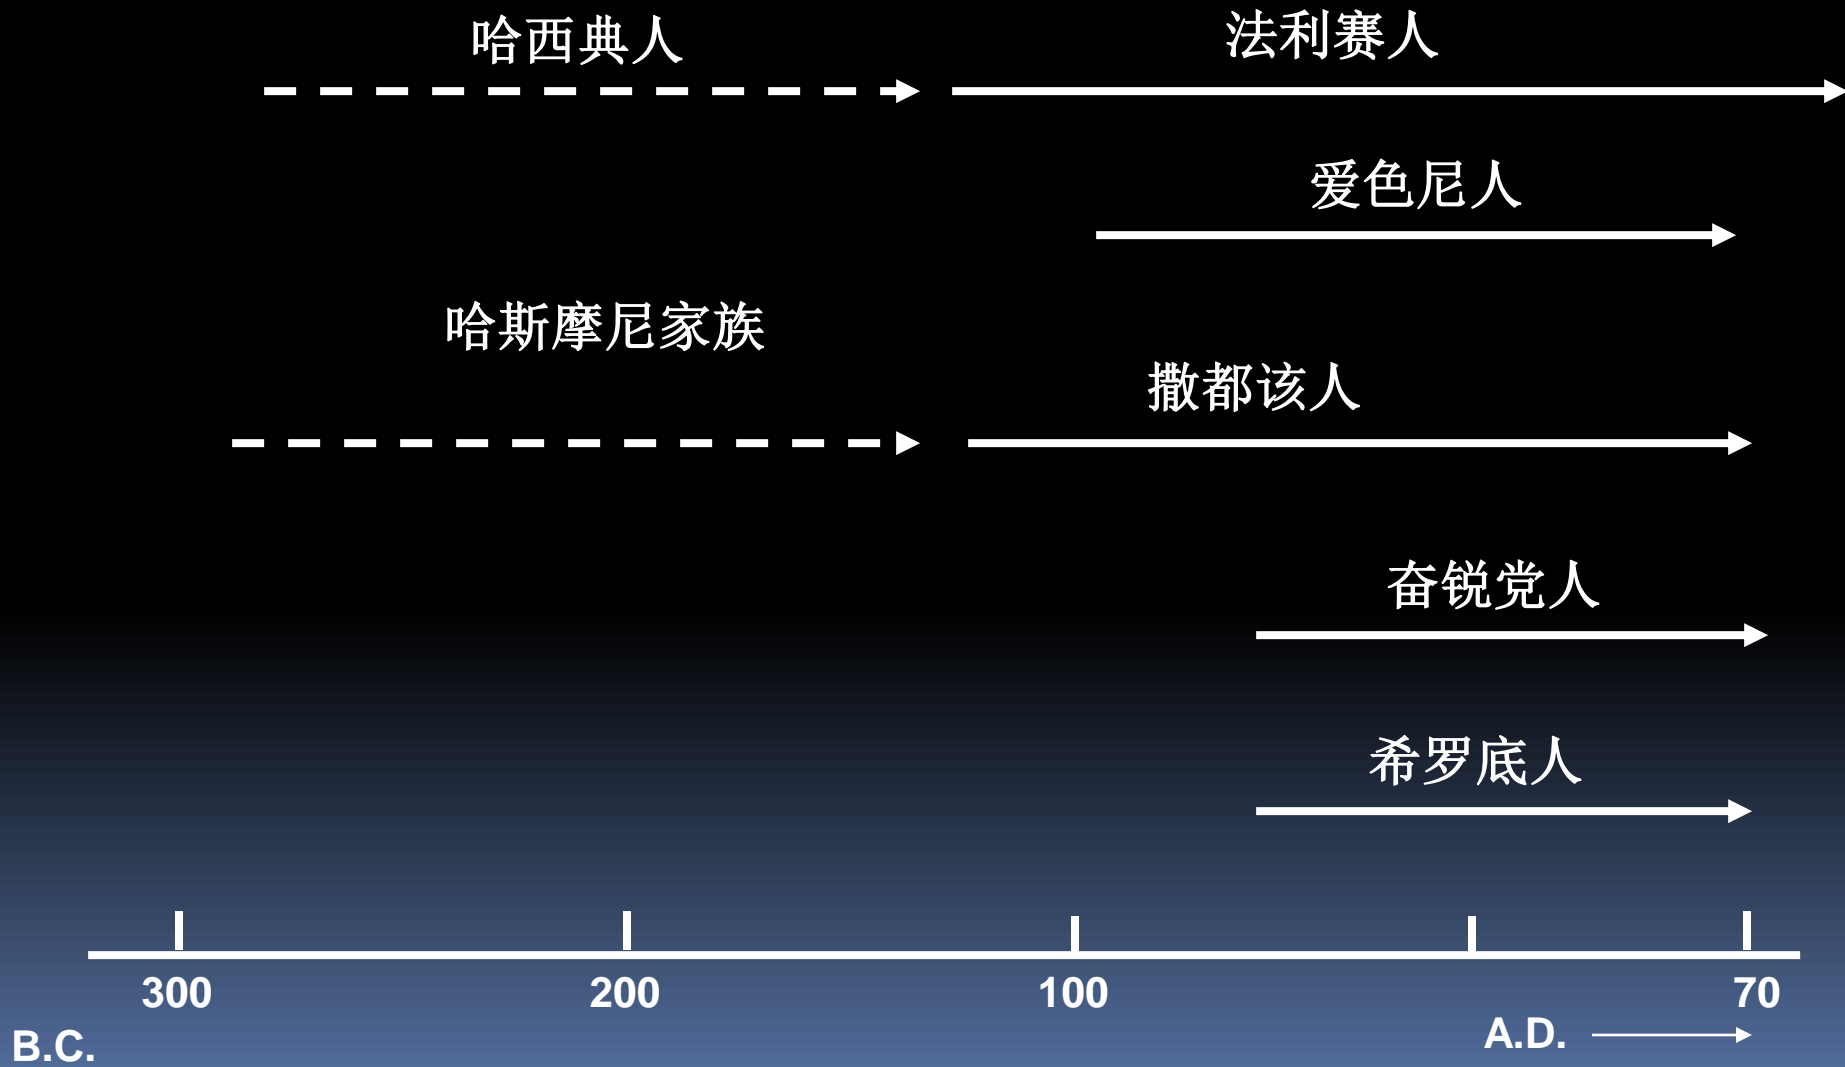 哈西典人
法利赛人
爱色尼人
哈斯摩尼家族
撒都该人
奋锐党人
希罗底人
300
200
100
70
B.C.
A.D.